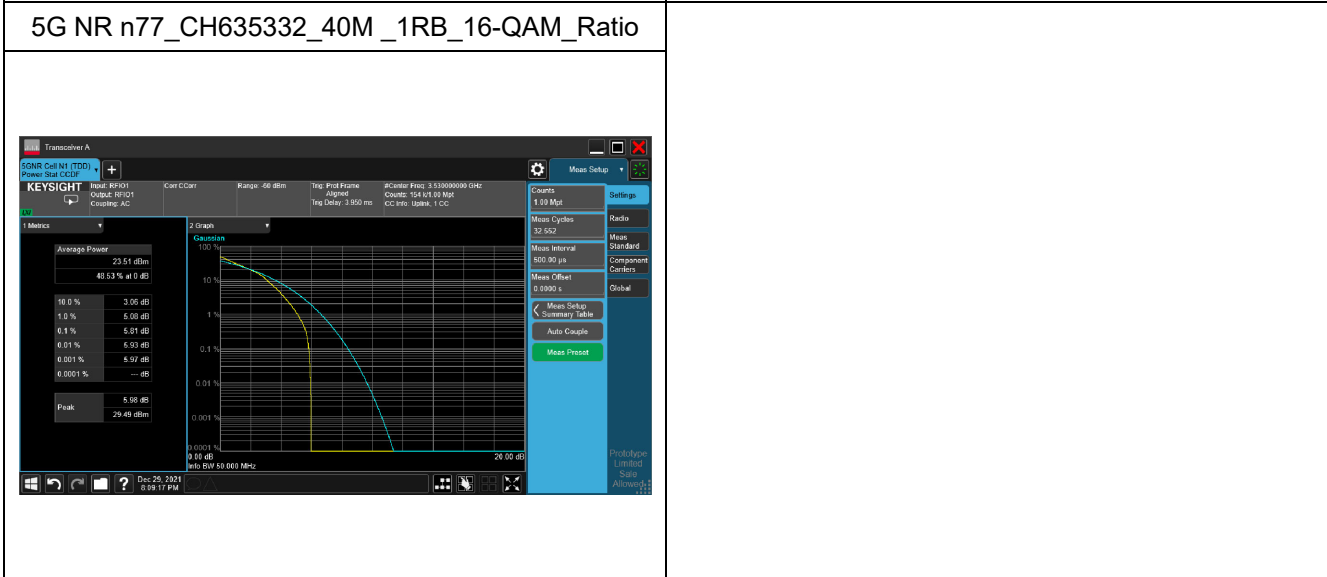 5G NR n77_CH635332_40M _1RB_16-QAM_Ratio
Transceiver A
5GNR Cell N1 (TDD)
Power Stat CCDF
+
Meas Setup
KEYSIGHT
Input: RFIO1
Output: RFIO1
Coupling: AC
Corr CCorr
Range: -60 dBm
Trig: Prot Frame
Aligned
Trig Delay: 3.950 ms
#Center Freq: 3.530000000 GHz
Counts: 154 k/1.00 Mpt
CC Info: Uplink, 1 CC
1 Metrics
Average Power
23.51 dBm
48.53 % at 0 dB
10.0 % 3.06 dB
1.0 % 5.08 dB
0.1 % 5.81 dB
0.01 % 5.93 dB
0.001 % 5.97 dB
0.0001 % --- dB
Peak
5.98 dB
29.49 dBm
2 Graph
Gaussian
100 %
10 %
1 %
0.1 %
0.01 %
0.001 %
0.0001 %
0.00 dB
20.00 dB
Info BW 50.000 MHz
Counts
1.00 Mpt
Meas Cycles
32.552
Meas Interval
500.00 µs
Meas Offset
0.0000 s
Meas Setup
Summary Table
Auto Couple
Meas Preset
Settings
Radio
Meas
Standard
Component
Carriers
Global
Prototype
Limited
Sale
Allowed
?
Dec 29, 2021
8:09:17 PM